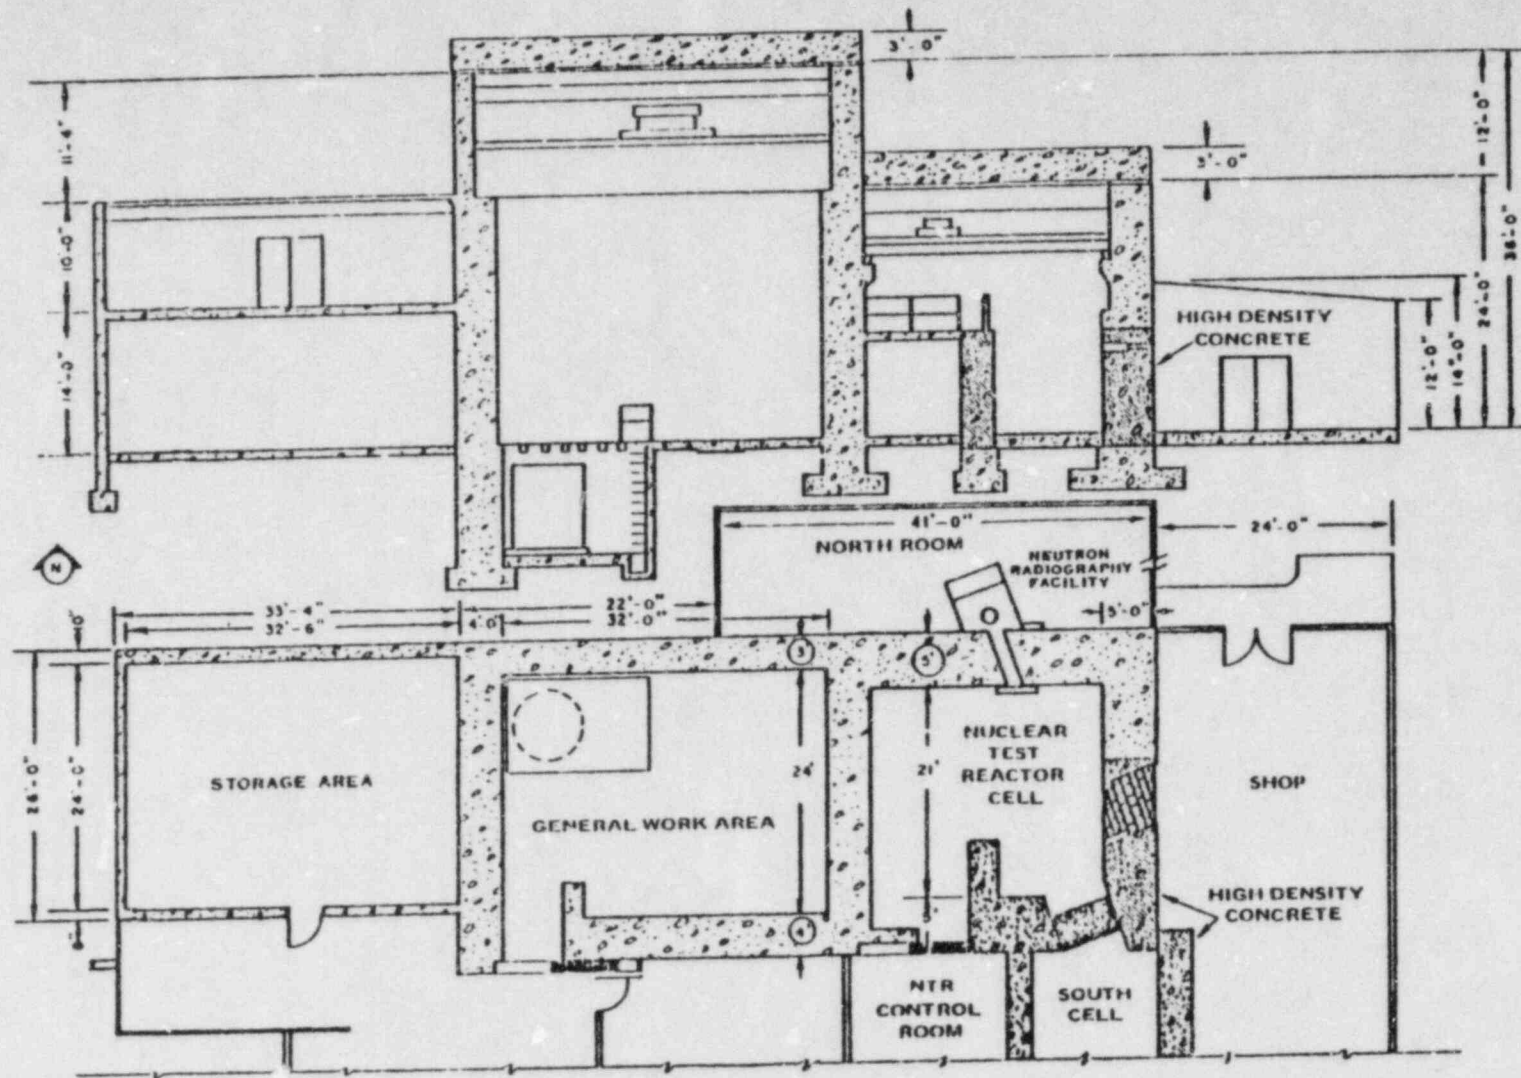 3'-0"
11'-4"
12'-0"
3'-0"
10'-0"
36'-0"
24'-0"
HIGH DENSITY
CONCRETE
14'-0"
12'-0"
14'-0"
41'-0"
24'-0"
NORTH ROOM
N
NEUTRON
RADIOGRAPHY
FACILITY
33'-4"
22'-0"
5'-0"
32'-6"
4'0"
32'-0"
3'
5'
NUCLEAR
TEST
REACTOR
CELL
STORAGE AREA
24'
21'
SHOP
26'-0"
24'-0"
GENERAL WORK AREA
HIGH DENSITY
CONCRETE
5'
4'
NTR
CONTROL
ROOM
SOUTH
CELL